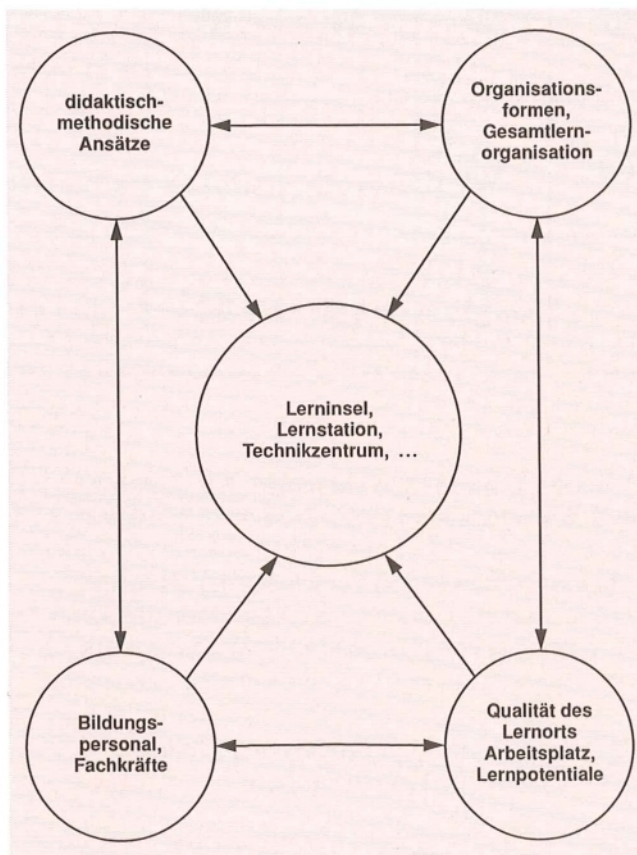 didaktisch-
methodische
Ansätze
Organisations-
formen,
Gesamtlern-
organisation
Lerninsel,
Lernstation,
Technikzentrum, ...
Bildungs-
personal,
Fachkräfte
Qualität des
Lernorts
Arbeitsplatz,
Lernpotentiale